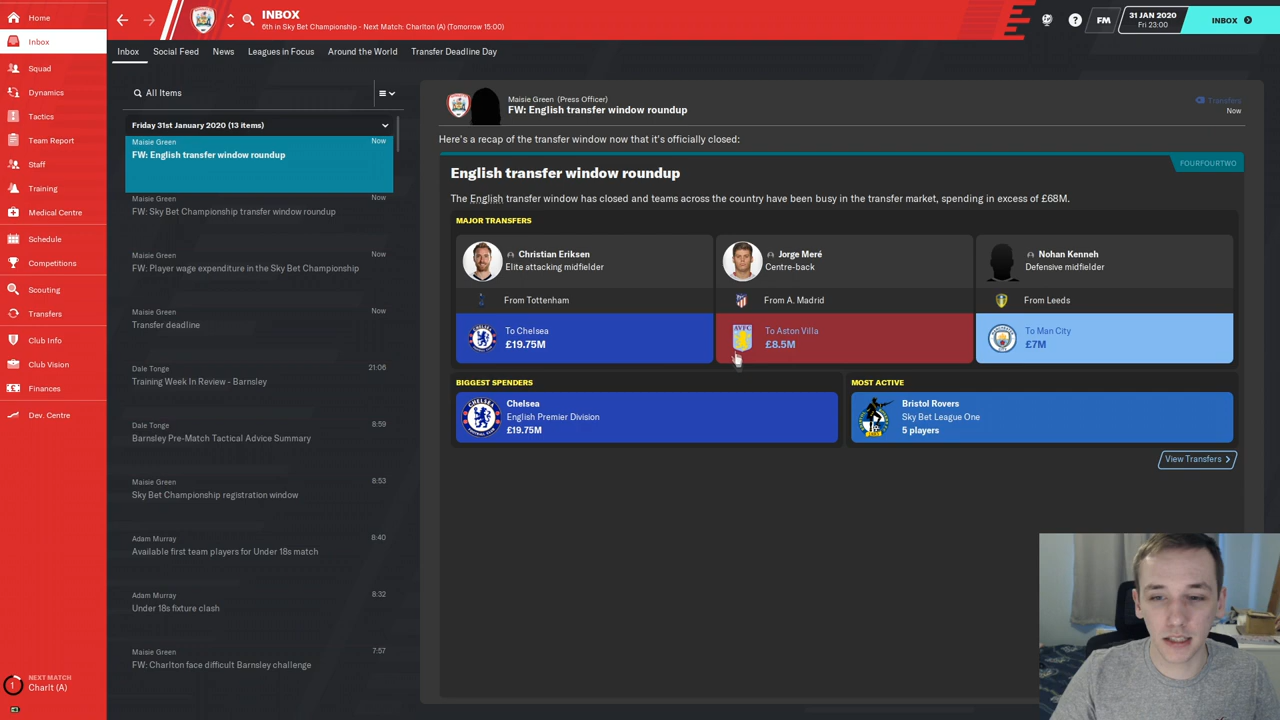 Home
Inbox
Squad
Dynamics
Tactics
Team Report
Staff
Training
Medical Centre
Schedule
Competitions
Scouting
Transfers
Club Info
Club Vision
Finances
Dev. Centre
1
NEXT MATCH
Charlt (A)
INBOX
6th in Sky Bet Championship - Next Match: Charlton (A) (Tomorrow 15:00)
?
FM
31 JAN 2020
Fri 23:00
INBOX
Inbox Social Feed News Leagues in Focus Around the World Transfer Deadline Day
All Items
Friday 31st January 2020 (13 items)
Maisie Green Now
FW: English transfer window roundup
Maisie Green Now
FW: Sky Bet Championship transfer window roundup
Maisie Green Now
FW: Player wage expenditure in the Sky Bet Championship
Maisie Green Now
Transfer deadline
Dale Tonge 21:06
Training Week In Review - Barnsley
Dale Tonge 8:59
Barnsley Pre-Match Tactical Advice Summary
Maisie Green 8:53
Sky Bet Championship registration window
Adam Murray 8:40
Available first team players for Under 18s match
Adam Murray 8:32
Under 18s fixture clash
Maisie Green 7:57
FW: Charlton face difficult Barnsley challenge
Maisie Green (Press Officer)
FW: English transfer window roundup
Transfers
Now
Here's a recap of the transfer window now that it's officially closed:
FOURFOURTWO
English transfer window roundup
The English transfer window has closed and teams across the country have been busy in the transfer market, spending in excess of £68M.
MAJOR TRANSFERS
Christian Eriksen
Elite attacking midfielder
From Tottenham
To Chelsea
£19.75M
Jorge Meré
Centre-back
From A. Madrid
AVFC
To Aston Villa
£8.5M
Nohan Kenneh
Defensive midfielder
From Leeds
To Man City
£7M
BIGGEST SPENDERS
Chelsea
English Premier Division
£19.75M
MOST ACTIVE
Bristol Rovers
Sky Bet League One
5 players
View Transfers